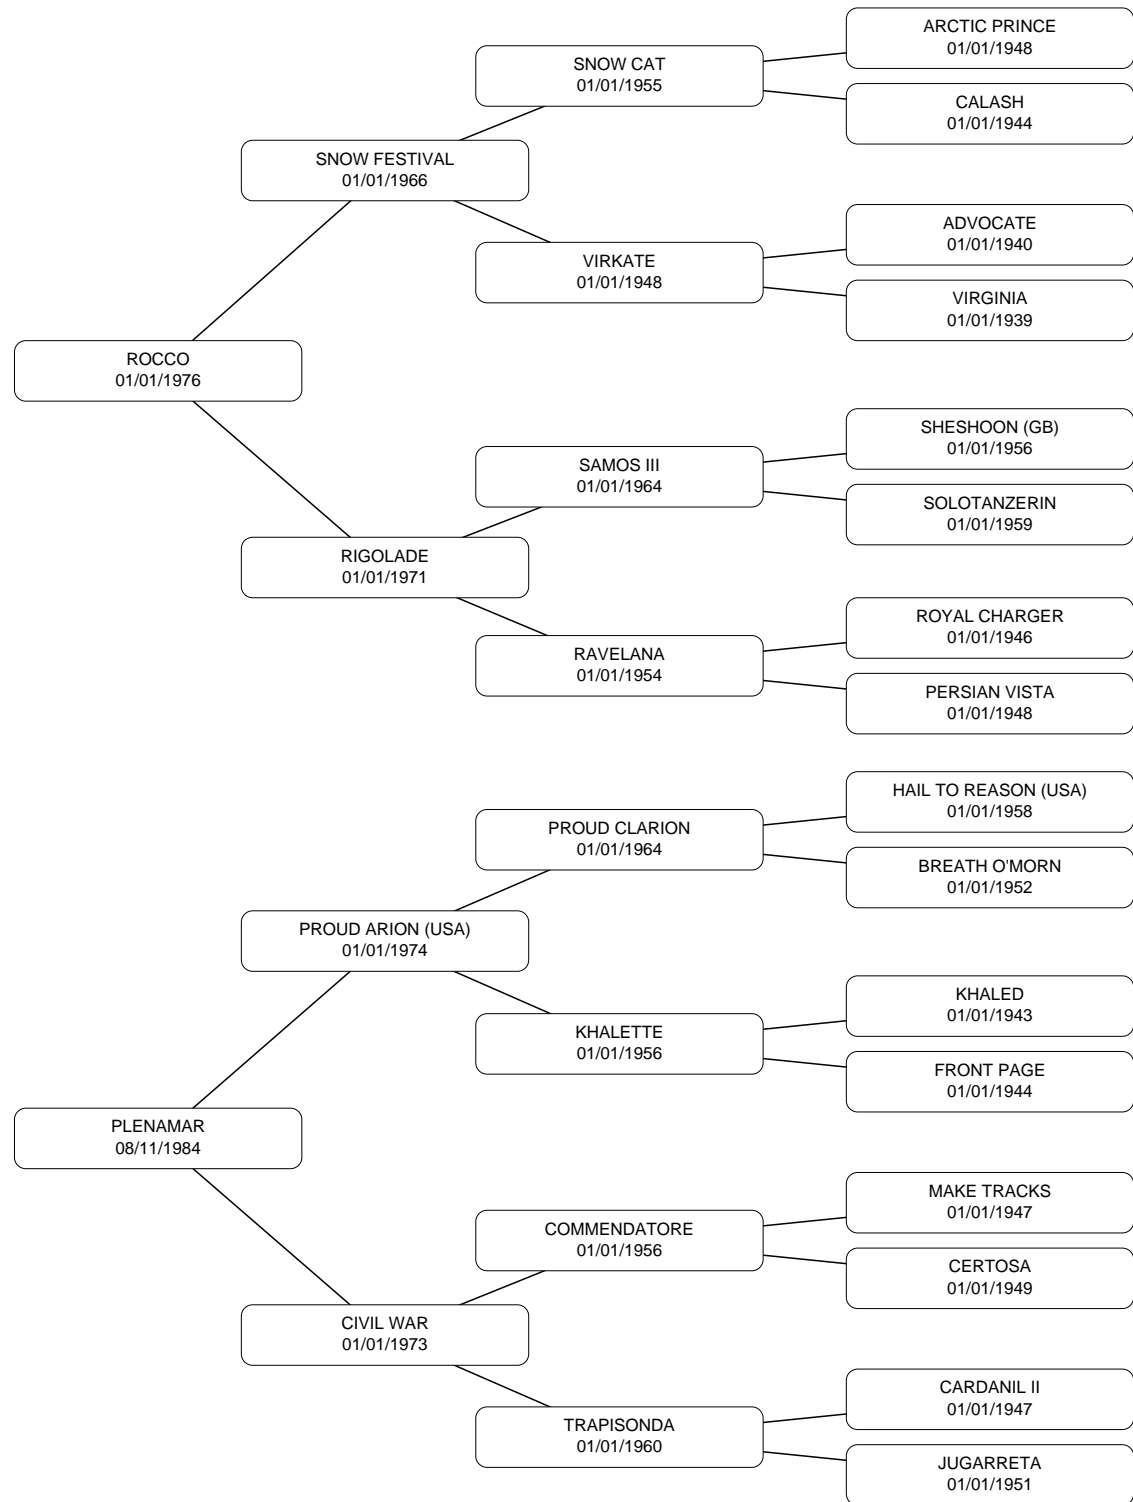 ARCTIC PRINCE
01/01/1948
SNOW CAT
01/01/1955
CALASH
01/01/1944
SNOW FESTIVAL
01/01/1966
ADVOCATE
01/01/1940
VIRKATE
01/01/1948
VIRGINIA
01/01/1939
ROCCO
01/01/1976
SHESHOON (GB)
01/01/1956
SAMOS III
01/01/1964
SOLOTANZERIN
01/01/1959
RIGOLADE
01/01/1971
ROYAL CHARGER
01/01/1946
RAVELANA
01/01/1954
PERSIAN VISTA
01/01/1948
HAIL TO REASON (USA)
01/01/1958
PROUD CLARION
01/01/1964
BREATH O'MORN
01/01/1952
PROUD ARION (USA)
01/01/1974
KHALED
01/01/1943
KHALETTE
01/01/1956
FRONT PAGE
01/01/1944
PLENAMAR
08/11/1984
MAKE TRACKS
01/01/1947
COMMENDATORE
01/01/1956
CERTOSA
01/01/1949
CIVIL WAR
01/01/1973
CARDANIL II
01/01/1947
TRAPISONDA
01/01/1960
JUGARRETA
01/01/1951